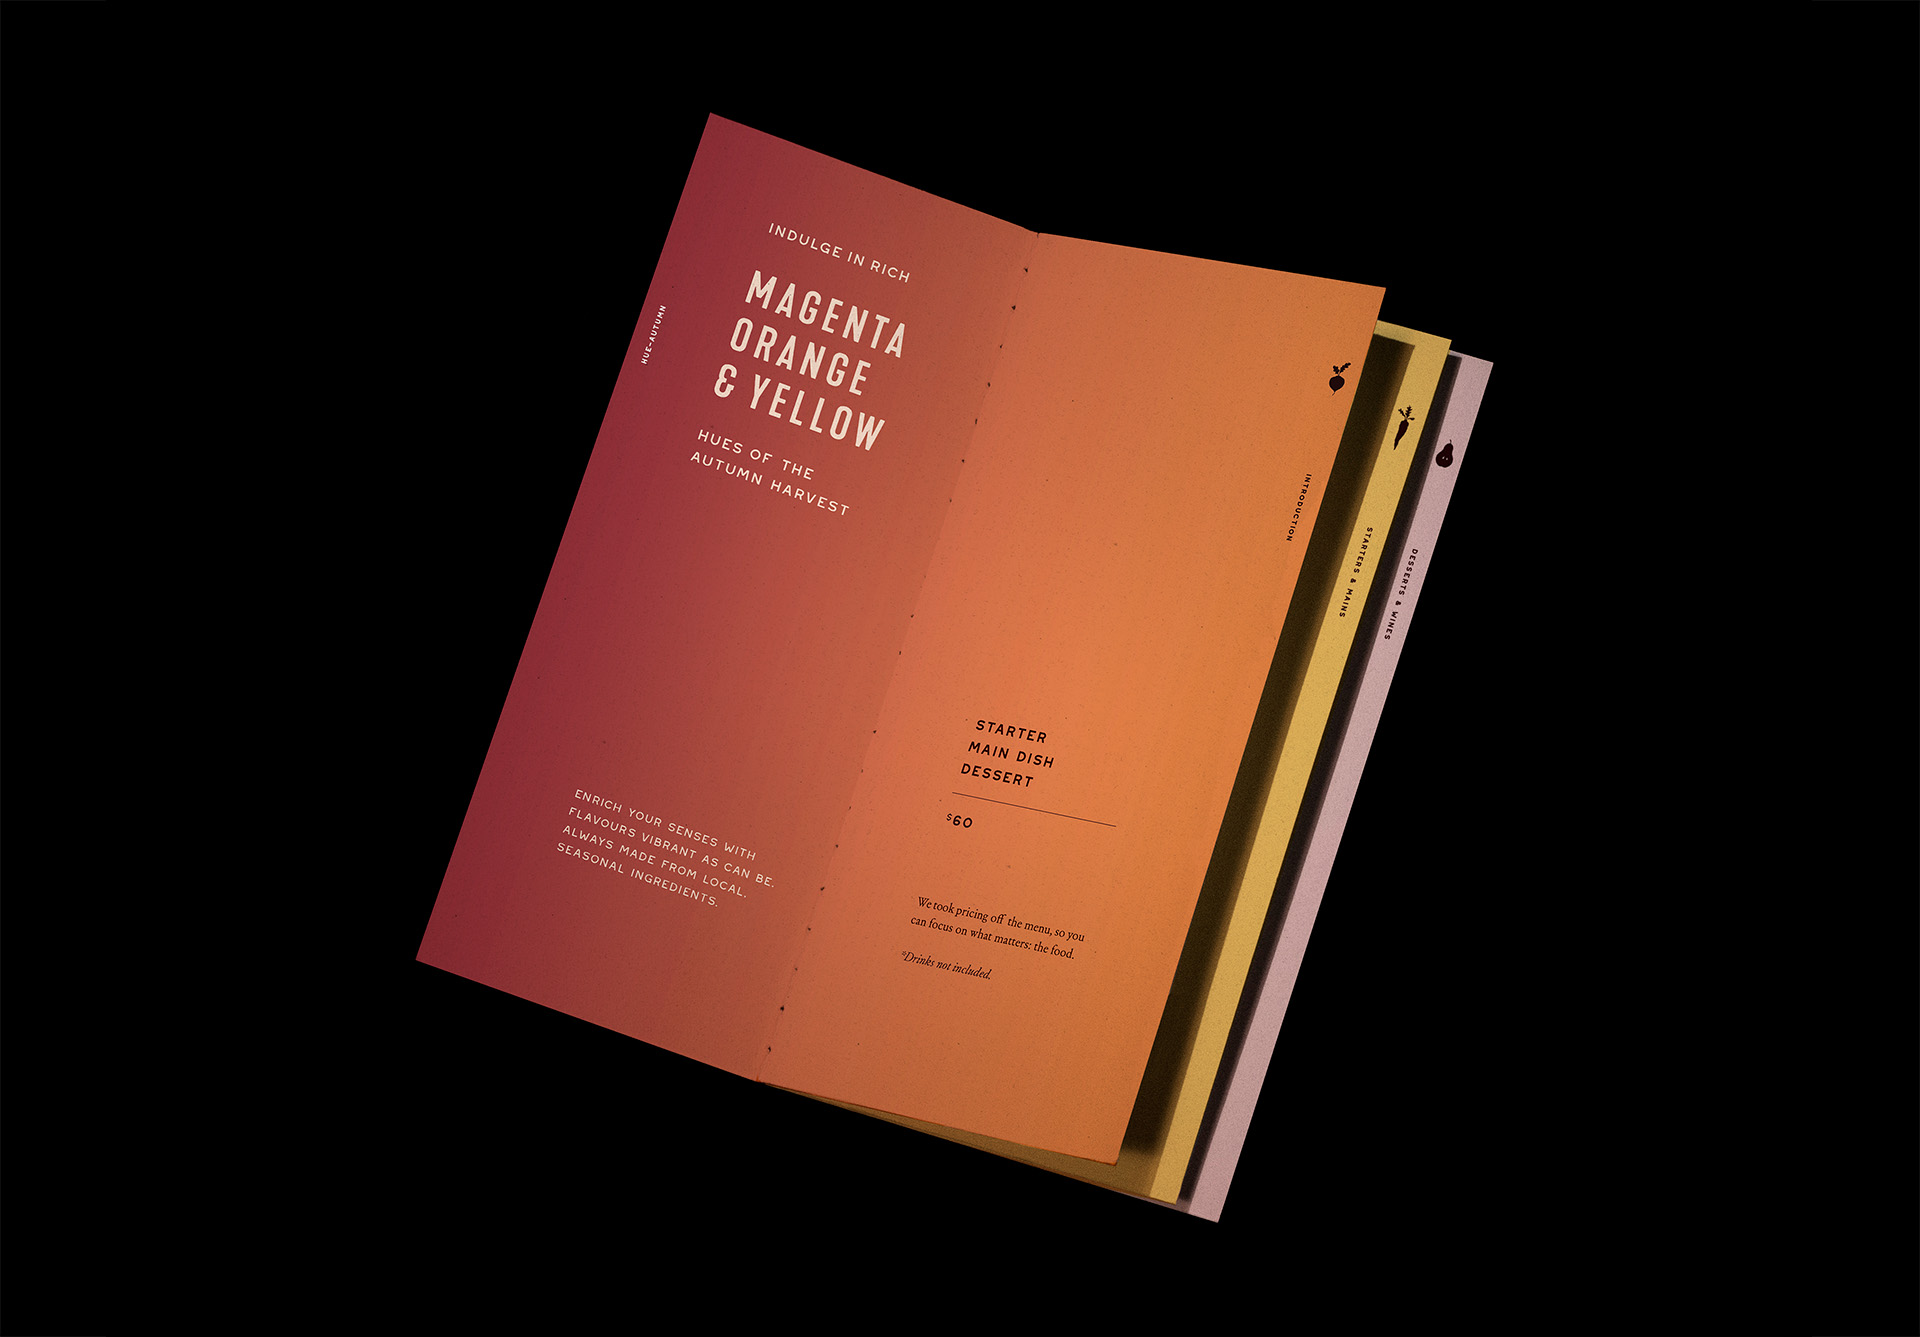 INDULGE IN RICH
MAGENTA
ORANGE
& YELLOW
HUES OF THE
AUTUMN HARVEST
HUE–AUTUMN
ENRICH YOUR SENSES WITH
FLAVOURS VIBRANT AS CAN BE.
ALWAYS MADE FROM LOCAL,
SEASONAL INGREDIENTS.
STARTER
MAIN DISH
DESSERT
$60
We took pricing off the menu, so you
can focus on what matters: the food.
*Drinks not included.
INTRODUCTION
STARTERS & MAINS
DESSERTS & WINES